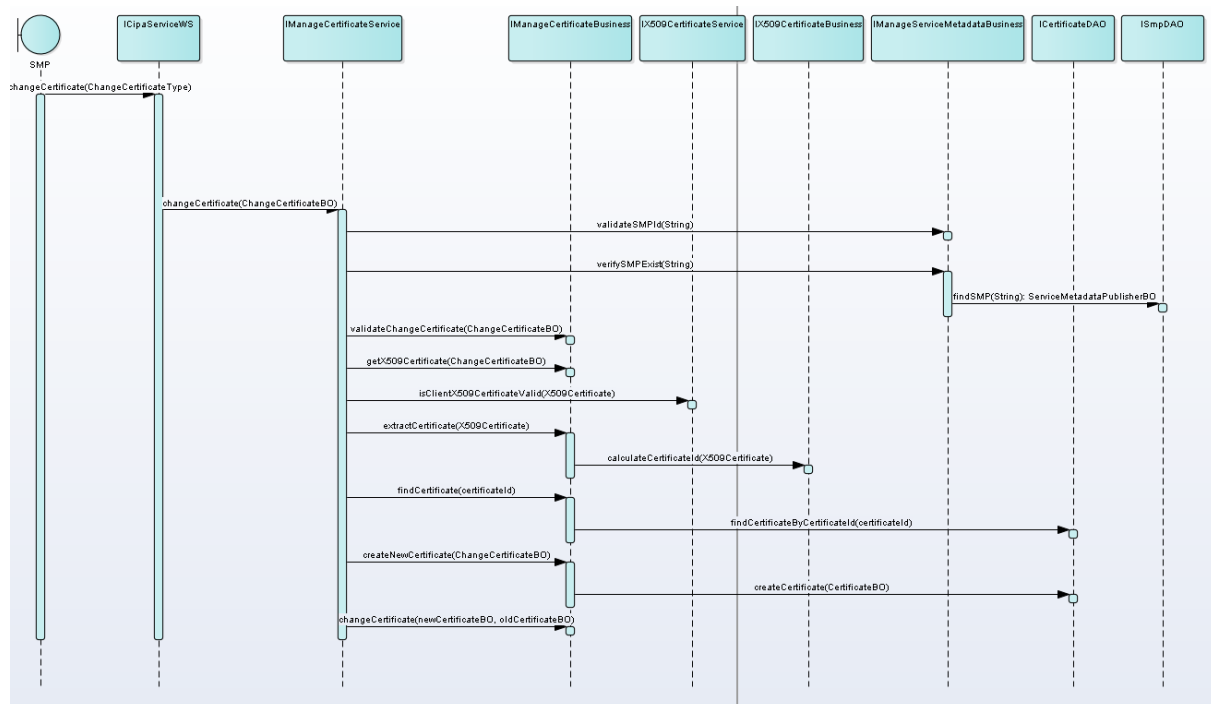 ICipaServiceWS
IManageCertificateService
IManageCertificateBusiness
IX509CertificateService
IX509CertificateBusiness
IManageServiceMetadataBusiness
ICertificateDAO
ISmpDAO
SMP
changeCertificate(ChangeCertificateType)
changeCertificate(ChangeCertificateBO)
validateSMPId(String)
verifySMPExist(String)
findSMP(String): ServiceMetadataPublisherBO
validateChangeCertificate(ChangeCertificateBO)
getX509Certificate(ChangeCertificateBO)
isClientX509CertificateValid(X509Certificate)
extractCertificate(X509Certificate)
calculateCertificateId(X509Certificate)
findCertificate(certificateId)
findCertificateByCertificateId(certificateId)
createNewCertificate(ChangeCertificateBO)
createCertificate(CertificateBO)
changeCertificate(newCertificateBO, oldCertificateBO)